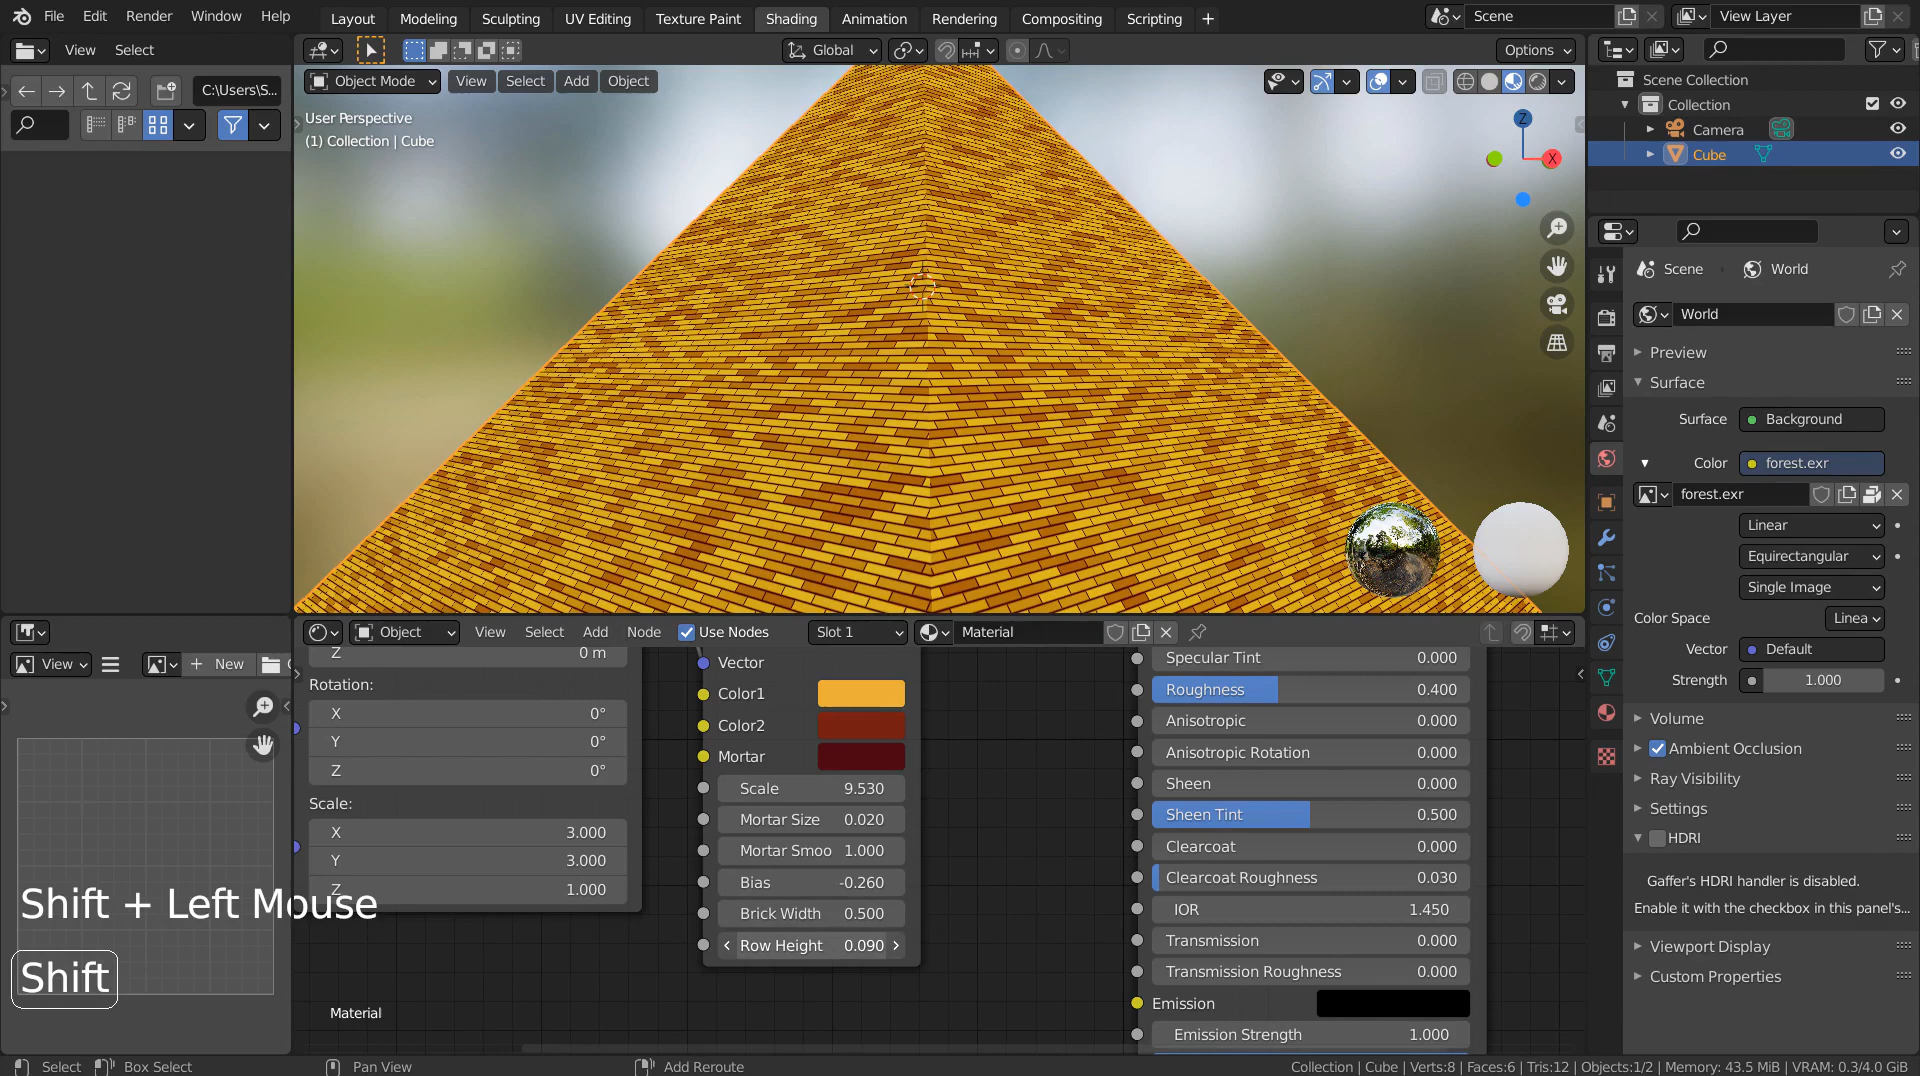 File Edit Render Window Help Layout Modeling Sculpting UV Editing Texture Paint Shading Animation Rendering Compositing Scripting + Scene View Layer
View Select Global Options
C:\Users\S...
Object Mode View Select Add Object
User Perspective
(1) Collection | Cube
Z
X
Scene Collection
Collection
Camera
Cube
Scene World
World
Preview
Surface
Surface Background
Color forest.exr
forest.exr
Linear
Equirectangular
Single Image
Color Space Linea
Vector Default
Strength 1.000
Volume
Ambient Occlusion
Ray Visibility
Settings
HDRI
Gaffer's HDRI handler is disabled.
Enable it with the checkbox in this panel's...
Viewport Display
Custom Properties
Object View Select Add Node Use Nodes Slot 1 Material
View New
Z 0 m
Rotation:
X 0°
Y 0°
Z 0°
Scale:
X 3.000
Y 3.000
Z 1.000
Vector
Color1
Color2
Mortar
Scale 9.530
Mortar Size 0.020
Mortar Smoo 1.000
Bias -0.260
Brick Width 0.500
Row Height 0.090
Specular Tint 0.000
Roughness 0.400
Anisotropic 0.000
Anisotropic Rotation 0.000
Sheen 0.000
Sheen Tint 0.500
Clearcoat 0.000
Clearcoat Roughness 0.030
IOR 1.450
Transmission 0.000
Transmission Roughness 0.000
Emission
Emission Strength 1.000
Shift + Left Mouse
Shift
Material
Select Box Select Pan View Add Reroute Collection | Cube | Verts:8 | Faces:6 | Tris:12 | Objects:1/2 | Memory: 43.5 MiB | VRAM: 0.3/4.0 GiB